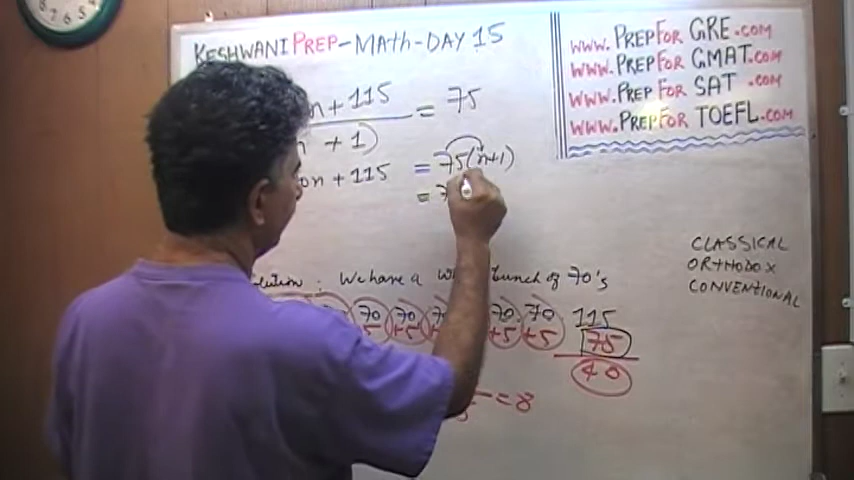 KESHWANI PREP-MATH-DAY 15
www.PREPFOR GRE.COM
www.PREPFOR GMAT.COM
www.PREPFOR SAT.COM
www.PREPFOR TOEFL.COM
n + 115 = 75
+ 1)
n + 115 = 75(n+1)
= 7
CLASSICAL
ORTHODOX
CONVENTIONAL
We have a bunch of 70's
70 70 70 70 115
5 +5 +5 +5 75
40
= 8